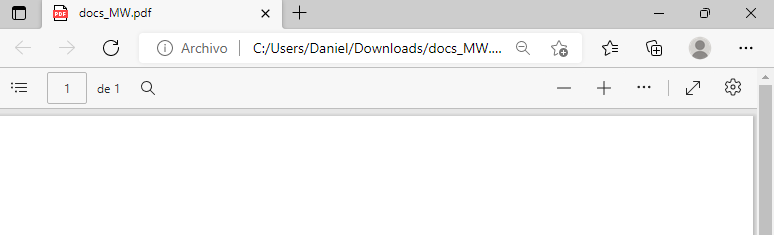 docs_MW.pdf
Archivo C:/Users/Daniel/Downloads/docs_MW....
1 de 1